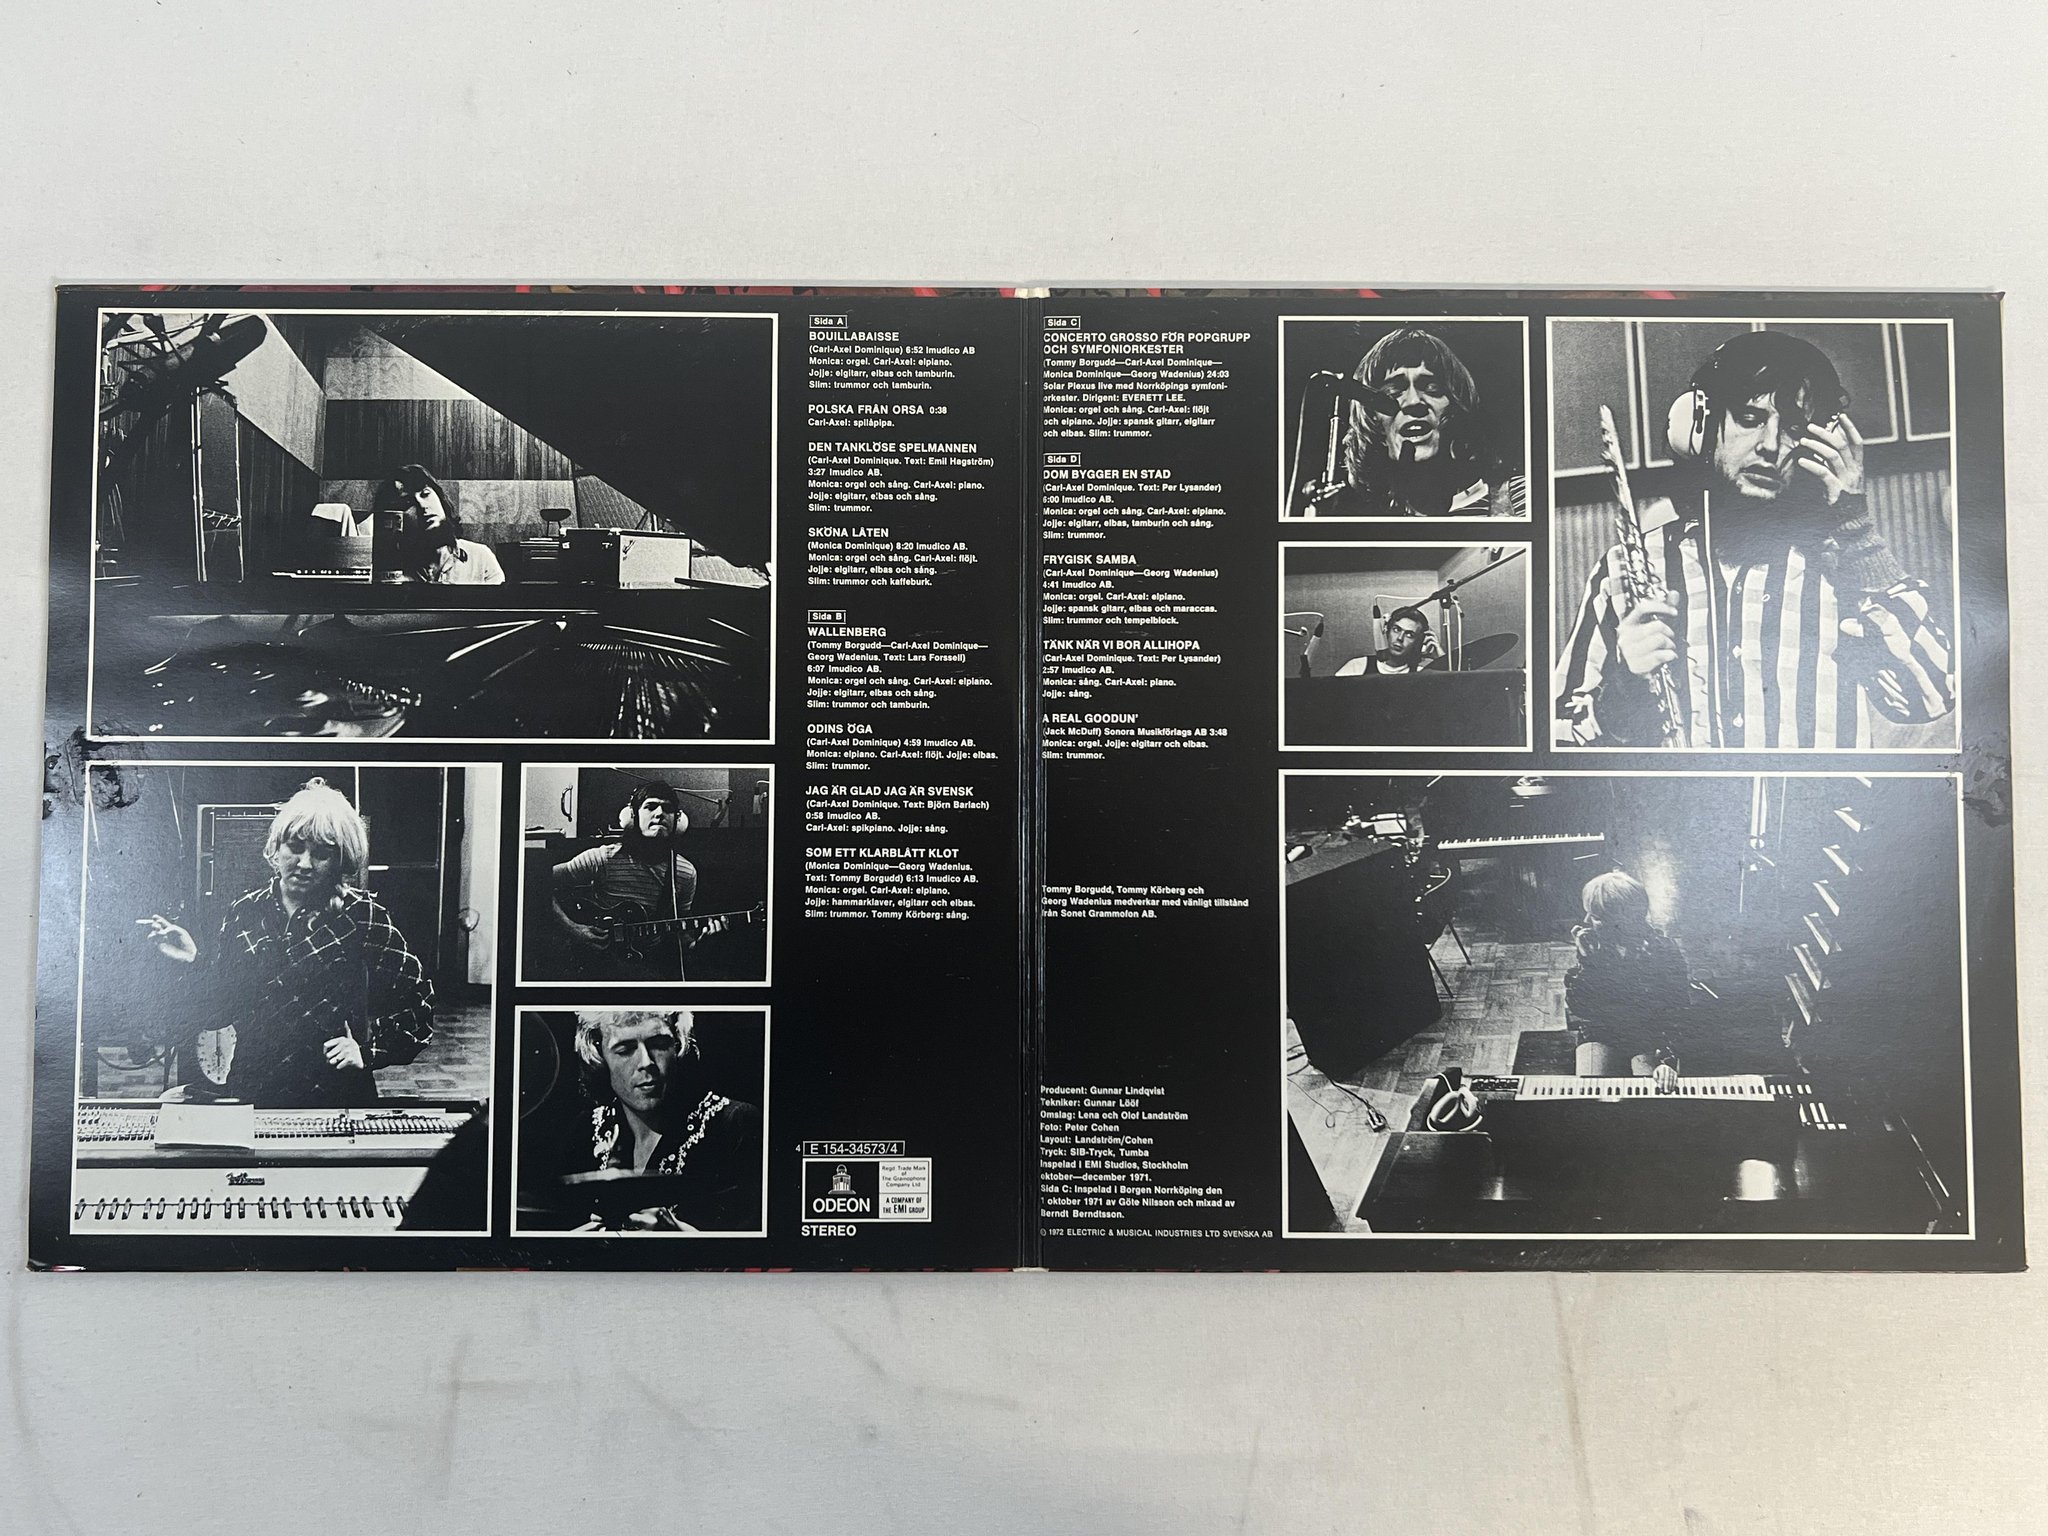 Sida A
BOUILLABAISSE
(Carl-Axel Dominique) 6:52 Imudico AB
Monica: orgel. Carl-Axel: elpiano.
Jojje: elgitarr, elbas och tamburin.
Slim: trummor och tamburin.
POLSKA FRÅN ORSA 0:38
Carl-Axel: spilåpipa.
DEN TANKLÖSE SPELMANNEN
(Carl-Axel Dominique. Text: Emil Hagström)
3:27 Imudico AB.
Monica: orgel och sång. Carl-Axel: piano.
Jojje: elgitarr, elbas och sång.
Slim: trummor.
SKÖNA LÅTEN
(Monica Dominique) 8:20 Imudico AB.
Monica: orgel och sång. Carl-Axel: flöjt.
Jojje: elgitarr, elbas och sång.
Slim: trummor och kaffeburk.
Sida B
WALLENBERG
(Tommy Borgudd—Carl-Axel Dominique—
Georg Wadenius. Text: Lars Forssell)
6:07 Imudico AB.
Monica: orgel och sång. Carl-Axel: elpiano.
Jojje: elgitarr, elbas och sång.
Slim: trummor och tamburin.
ODINS ÖGA
(Carl-Axel Dominique) 4:59 Imudico AB.
Monica: elpiano. Carl-Axel: flöjt. Jojje: elbas.
Slim: trummor.
JAG ÄR GLAD JAG ÄR SVENSK
(Carl-Axel Dominique. Text: Björn Barlach)
0:58 Imudico AB.
Carl-Axel: spikpiano. Jojje: sång.
SOM ETT KLARBLÅTT KLOT
(Monica Dominique—Georg Wadenius.
Text: Tommy Borgudd) 6:13 Imudico AB.
Monica: orgel. Carl-Axel: elpiano.
Jojje: hammarklaver, elgitarr och elbas.
Slim: trummor. Tommy Körberg: sång.
4 E 154-34573/4
ODEON
Regd Trade Mark
of
The Gramophone
Company Ltd
A COMPANY OF
THE EMI GROUP
STEREO
Sida C
CONCERTO GROSSO FÖR POPGRUPP
OCH SYMFONIORKESTER
(Tommy Borgudd—Carl-Axel Dominique—
Monica Dominique—Georg Wadenius) 24:03
Solar Plexus live med Norrköpings symfoni-
orkester. Dirigent: EVERETT LEE.
Monica: orgel och sång. Carl-Axel: flöjt
och elpiano. Jojje: spansk gitarr, elgitarr
och elbas. Slim: trummor.
Sida D
DOM BYGGER EN STAD
(Carl-Axel Dominique. Text: Per Lysander)
6:00 Imudico AB.
Monica: orgel och sång. Carl-Axel: elpiano.
Jojje: elgitarr, elbas, tamburin och sång.
Slim: trummor.
FRYGISK SAMBA
(Carl-Axel Dominique—Georg Wadenius)
4:41 Imudico AB.
Monica: orgel. Carl-Axel: elpiano.
Jojje: spansk gitarr, elbas och maraccas.
Slim: trummor och tempelblock.
TÄNK NÄR VI BOR ALLIHOPA
(Carl-Axel Dominique. Text: Per Lysander)
2:57 Imudico AB.
Monica: sång. Carl-Axel: piano.
Jojje: sång.
A REAL GOODUN'
(Jack McDuff) Sonora Musikförlags AB 3:48
Monica: orgel. Jojje: elgitarr och elbas.
Slim: trummor.
Tommy Borgudd, Tommy Körberg och
Georg Wadenius medverkar med vänligt tillstånd
från Sonet Grammofon AB.
Producent: Gunnar Lindqvist
Tekniker: Gunnar Lööf
Omslag: Lena och Olof Landström
Foto: Peter Cohen
Layout: Landström/Cohen
Tryck: SIB-Tryck, Tumba
Inspelad i EMI Studios, Stockholm
oktober—december 1971.
Sida C: Inspelad i Borgen Norrköping den
1 oktober 1971 av Göte Nilsson och mixad av
Berndt Berndtsson.
© 1972 ELECTRIC & MUSICAL INDUSTRIES LTD SVENSKA AB